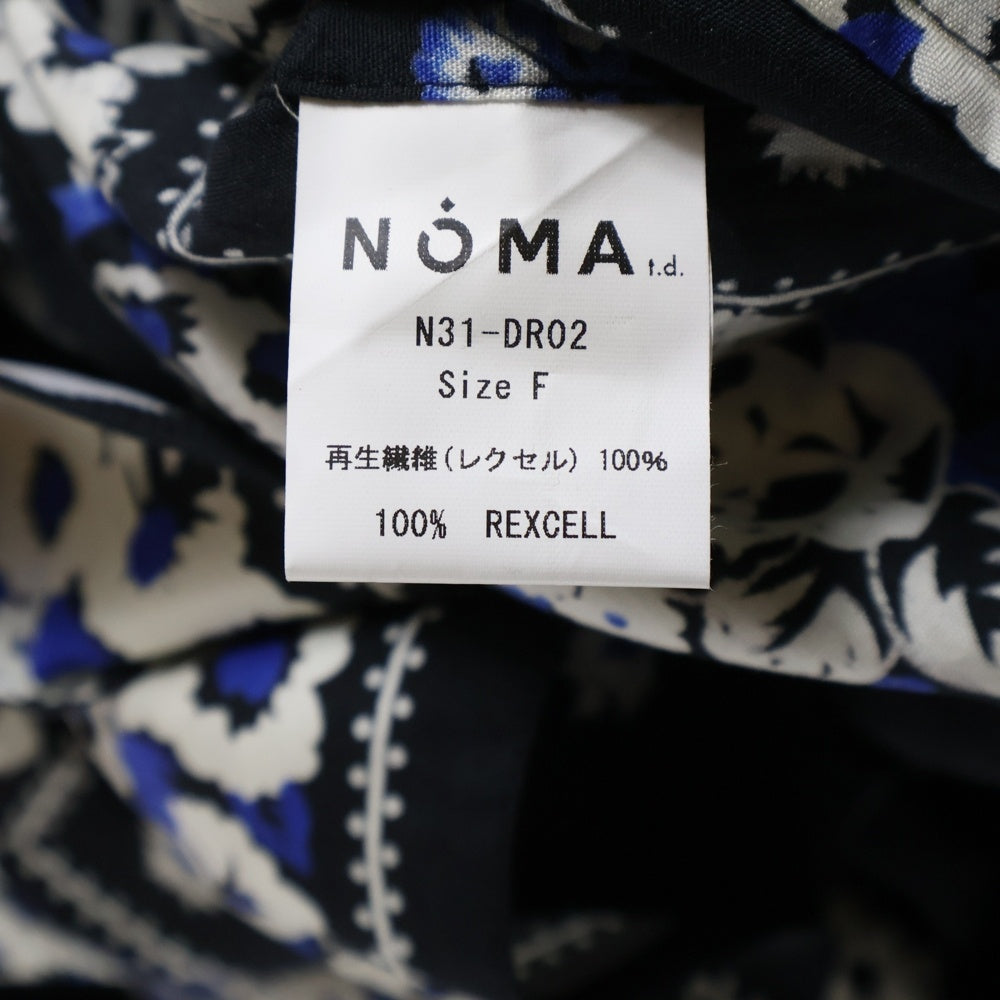 NOMA t.d.
N31-DR02
Size F
再生繊維(レクセル) 100%
100% REXCELL